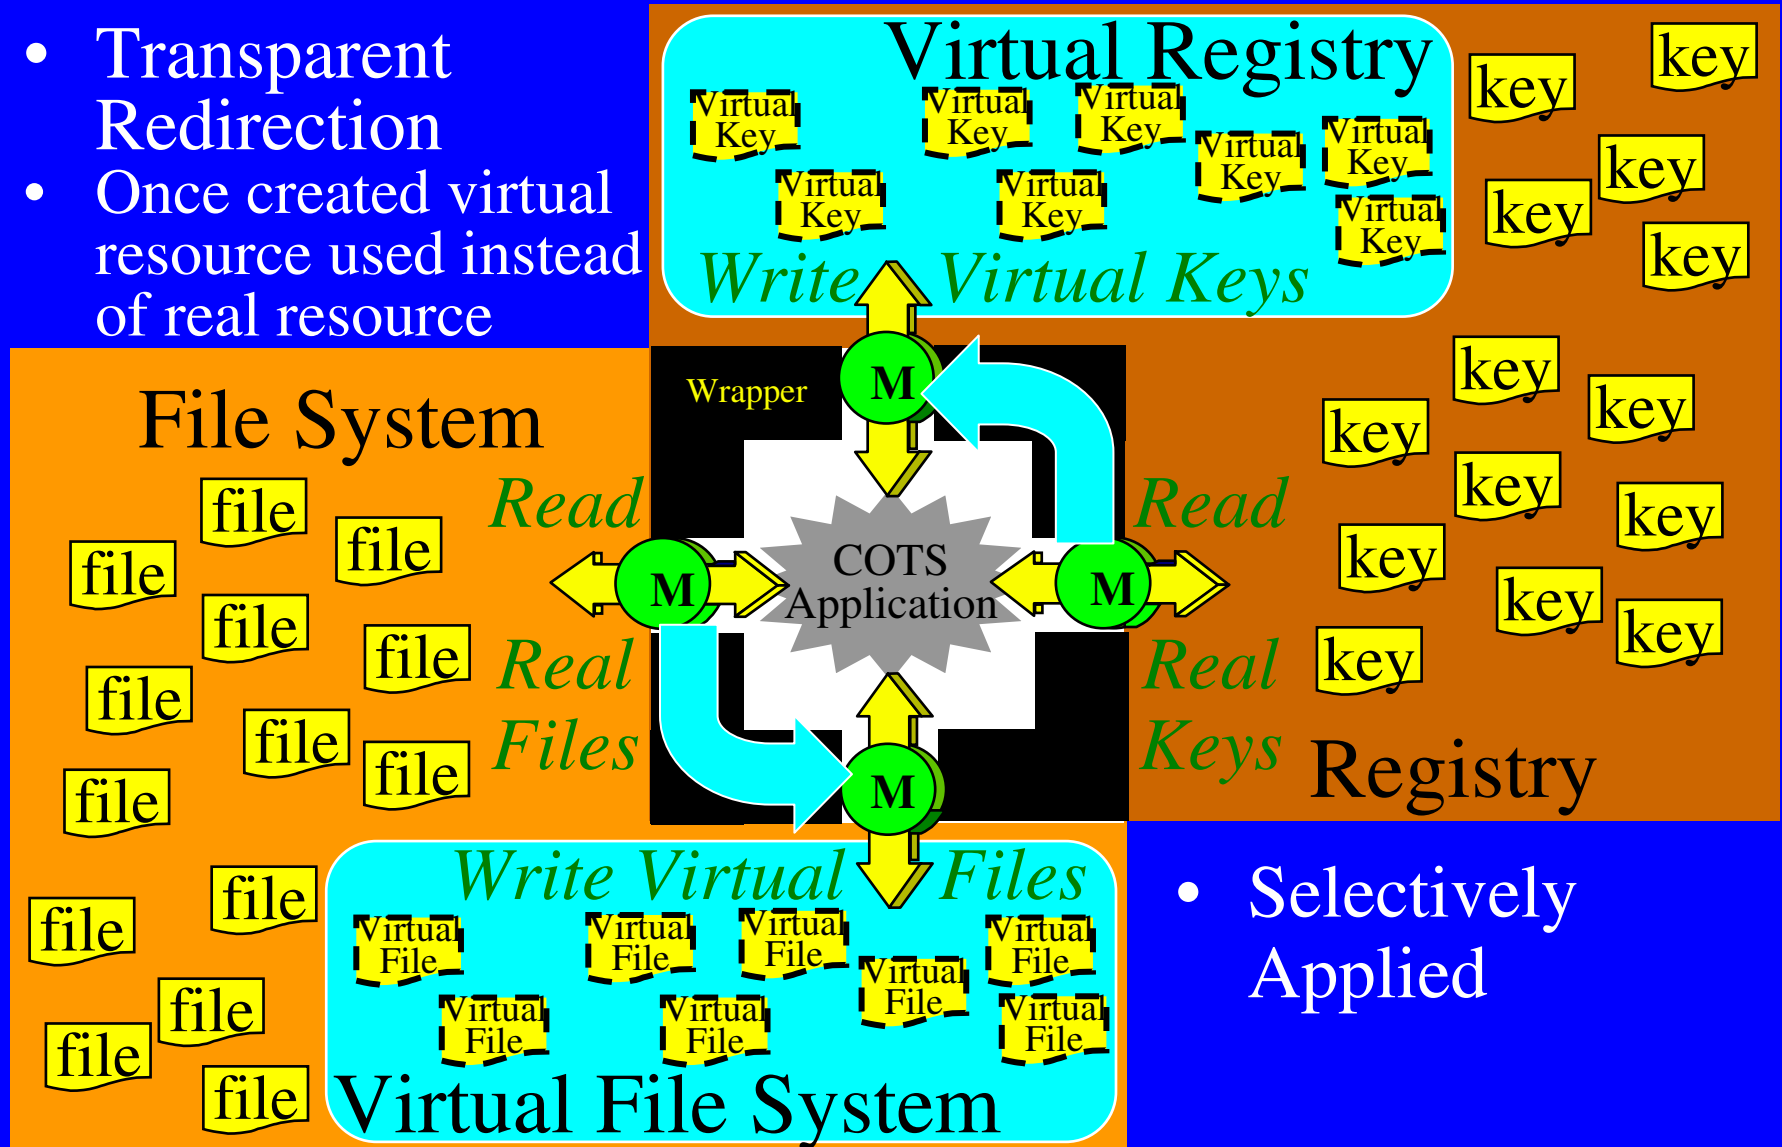 • Transparent
Redirection
• Once created virtual
resource used instead
of real resource
Virtual Registry
Virtual
Key
Virtual
Key
Virtual
Key
Virtual
Key
Virtual
Key
Virtual
Key
Virtual
Key
Virtual
Key
Write Virtual Keys
key
key
key
key
key
File System
file
file
file
file
file
file
file
file
file
file
file
file
file
file
Read
Real
Files
Wrapper
M
M
COTS
Application
M
M
Read
Real
Keys
key
key
key
key
key
key
key
key
key
Registry
Write Virtual Files
Virtual
File
Virtual
File
Virtual
File
Virtual
File
Virtual
File
Virtual
File
Virtual
File
Virtual
File
Virtual File System
• Selectively
Applied